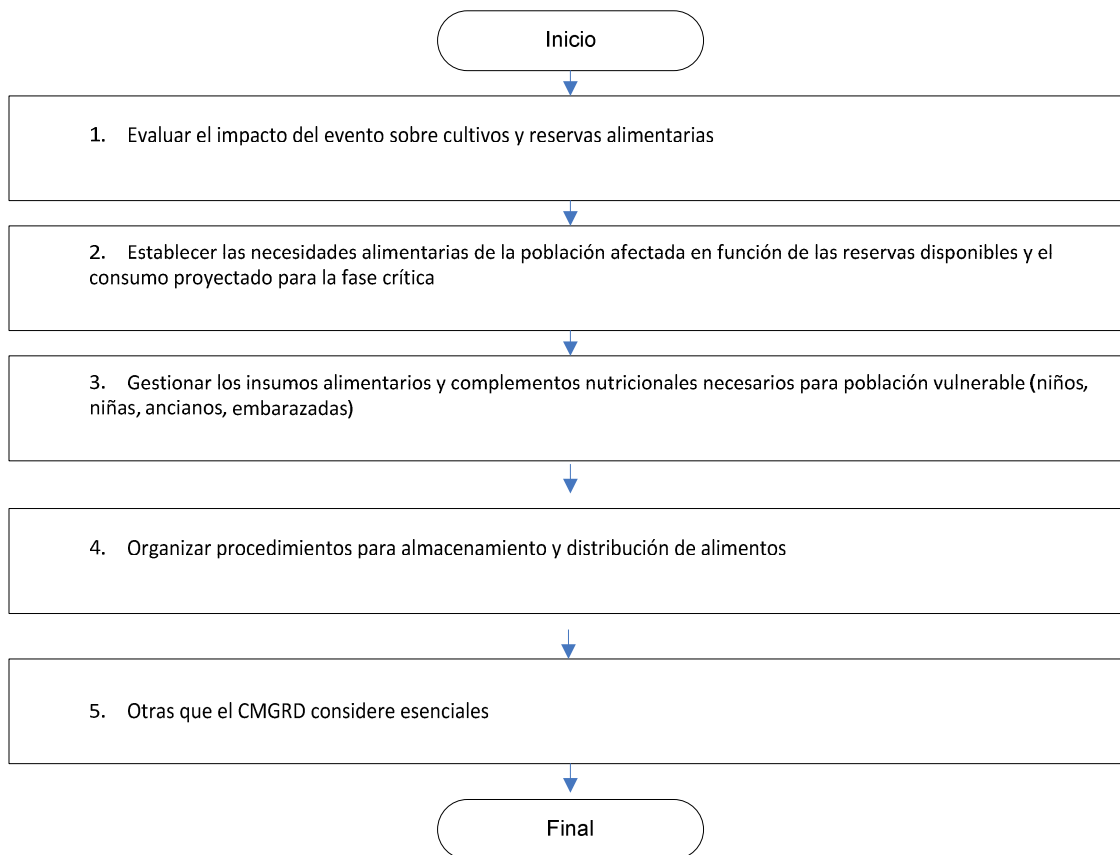 Inicio
1. Evaluar el impacto del evento sobre cultivos y reservas alimentarias
2. Establecer las necesidades alimentarias de la población afectada en función de las reservas disponibles y el
consumo proyectado para la fase crítica
3. Gestionar los insumos alimentarios y complementos nutricionales necesarios para población vulnerable (niños,
niñas, ancianos, embarazadas)
4. Organizar procedimientos para almacenamiento y distribución de alimentos
5. Otras que el CMGRD considere esenciales
Final